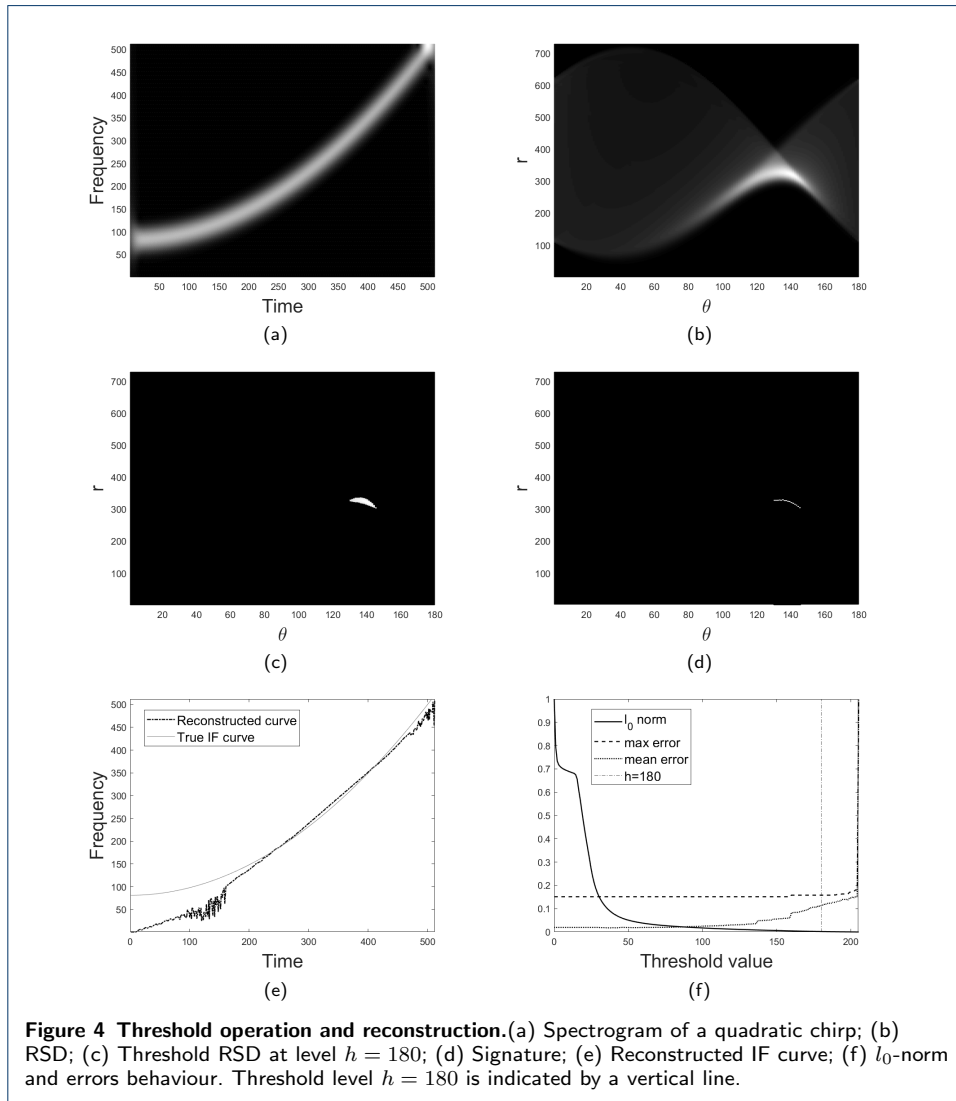 500
450
400
350
300
250
200
150
100
50
Frequency
50 100 150 200 250 300 350 400 450 500
Time
(a)
700
600
500
400
300
200
100
r
20 40 60 80 100 120 140 160 180
θ
(b)
700
600
500
400
300
200
100
r
20 40 60 80 100 120 140 160 180
θ
(c)
700
600
500
400
300
200
100
r
20 40 60 80 100 120 140 160 180
θ
(d)
500
450
400
350
300
250
200
150
100
50
Frequency
Reconstructed curve
True IF curve
0 100 200 300 400 500
Time
(e)
1
0.9
0.8
0.7
0.6
0.5
0.4
0.3
0.2
0.1
0
l₀ norm
max error
mean error
h=180
0 50 100 150 200
Threshold value
(f)
Figure 4 Threshold operation and reconstruction.(a) Spectrogram of a quadratic chirp; (b)
RSD; (c) Threshold RSD at level h = 180; (d) Signature; (e) Reconstructed IF curve; (f) l₀-norm
and errors behaviour. Threshold level h = 180 is indicated by a vertical line.